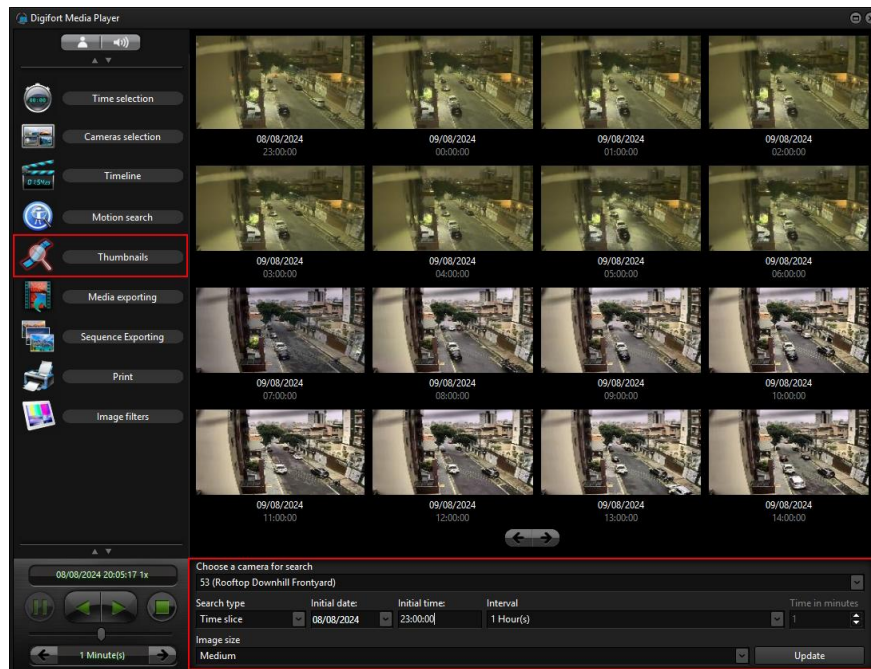 Digifort Media Player
Time selection
Cameras selection
Timeline
Motion search
Thumbnails
Media exporting
Sequence Exporting
Print
Image filters
08/08/2024 09/08/2024 09/08/2024 09/08/2024
23:00:00 00:00:00 01:00:00 02:00:00
09/08/2024 09/08/2024 09/08/2024 09/08/2024
03:00:00 04:00:00 05:00:00 06:00:00
09/08/2024 09/08/2024 09/08/2024 09/08/2024
07:00:00 08:00:00 09:00:00 10:00:00
09/08/2024 09/08/2024 09/08/2024 09/08/2024
11:00:00 12:00:00 13:00:00 14:00:00
08/08/2024 20:05:17 1x
1 Minute(s)
Choose a camera for search
53 (Rooftop Downhill Frontyard)
Search type Initial date: Initial time: Interval Time in minutes
Time slice 08/08/2024 23:00:00 1 Hour(s) 1
Image size
Medium Update